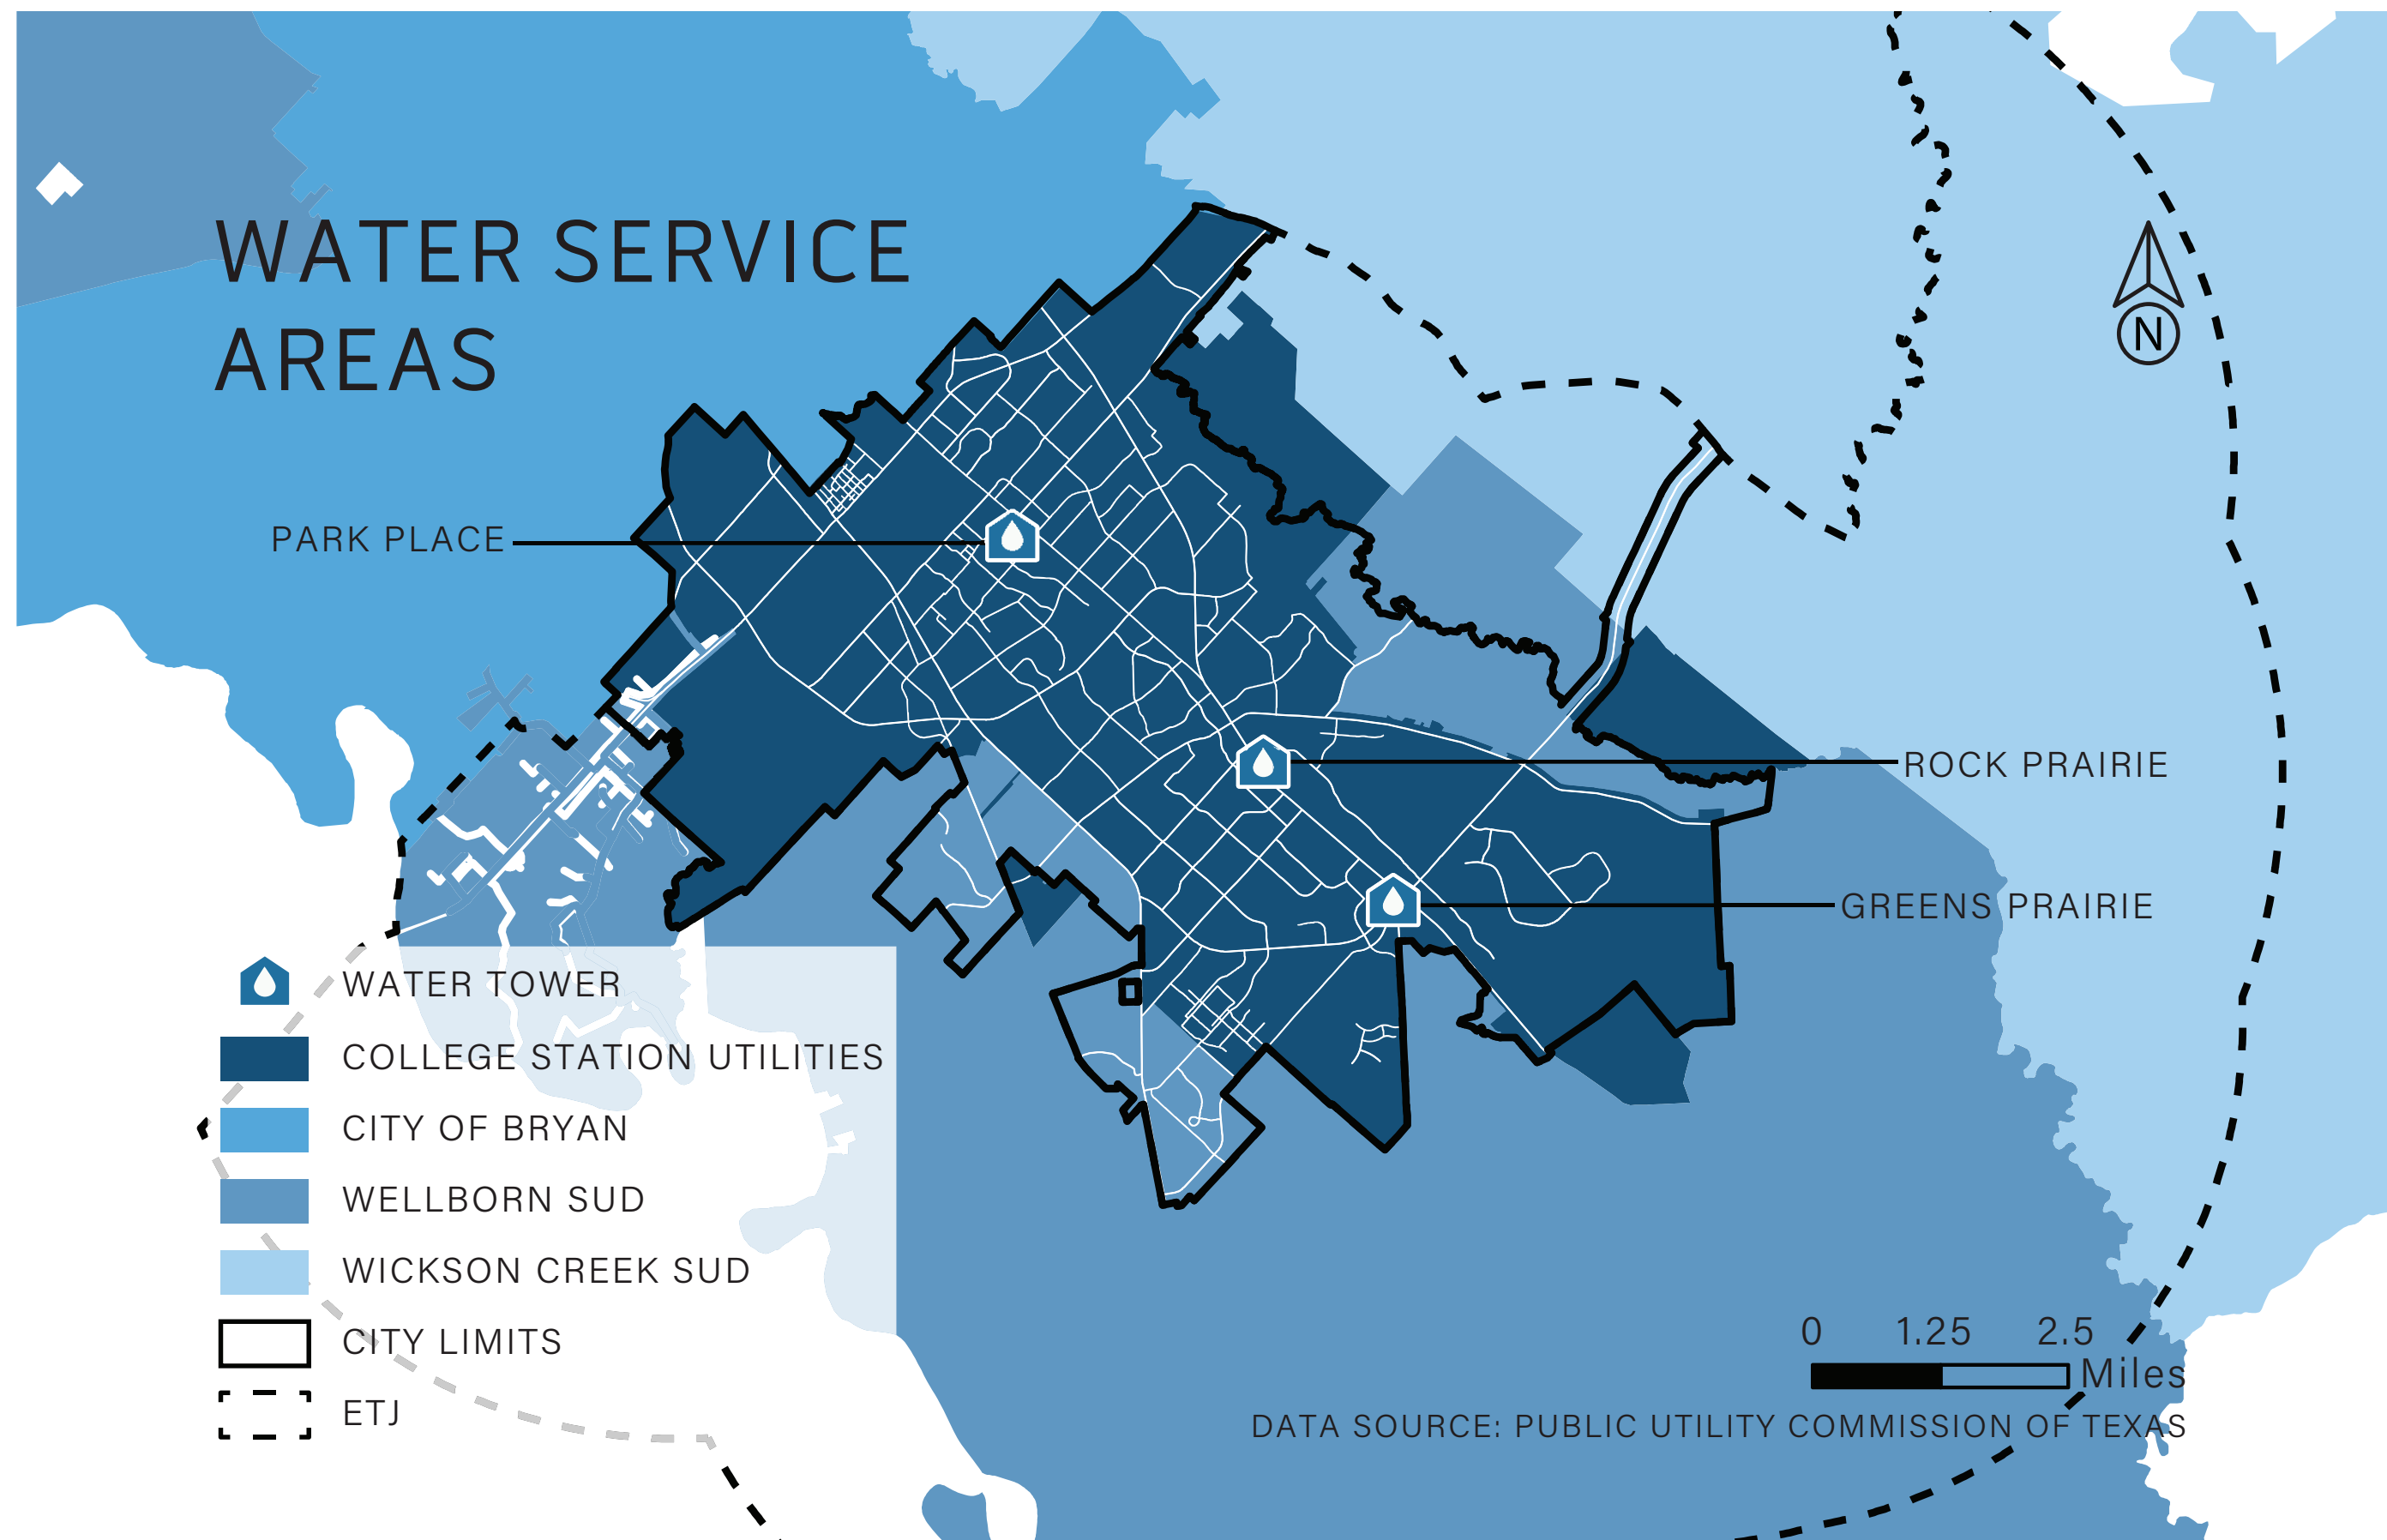 WATER SERVICE
AREAS
N
PARK PLACE
ROCK PRAIRIE
GREENS PRAIRIE
WATER TOWER
COLLEGE STATION UTILITIES
CITY OF BRYAN
WELLBORN SUD
WICKSON CREEK SUD
CITY LIMITS
ETJ
0 1.25 2.5
Miles
DATA SOURCE: PUBLIC UTILITY COMMISSION OF TEXAS